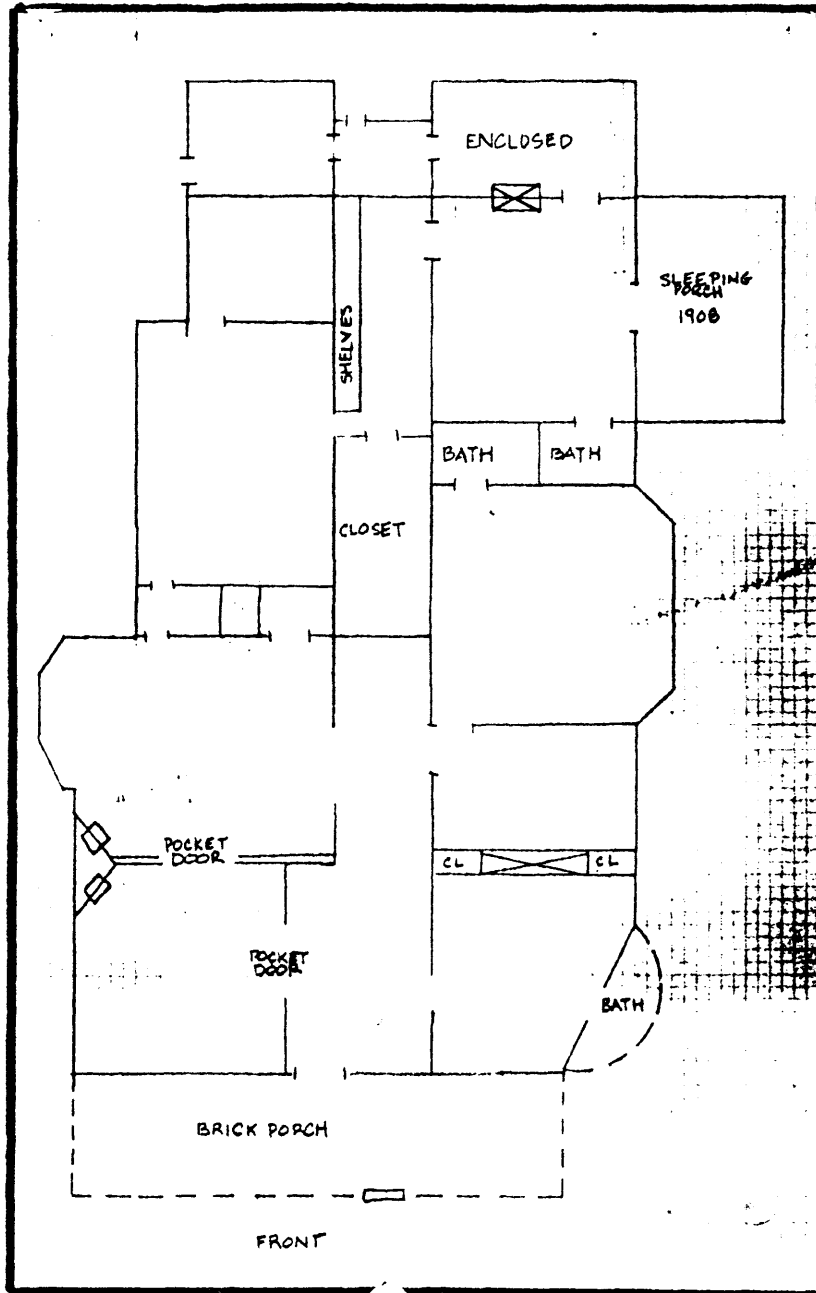 ENCLOSED
SLEEPING
PORCH
1908
SHELVES
BATH
BATH
CLOSET
POCKET
DOOR
CL
CL
POCKET
DOOR
BATH
BRICK PORCH
FRONT